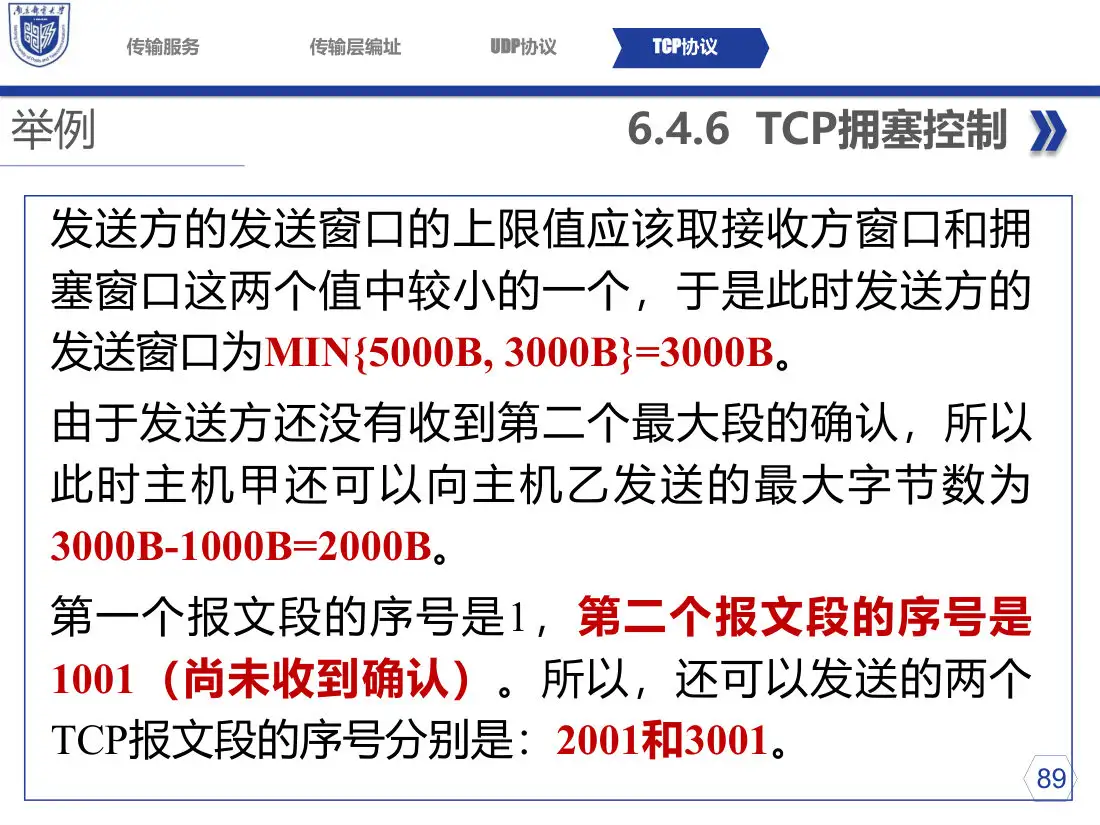 南京邮电大学
传输服务
传输层编址
UDP协议
TCP协议
举例
6.4.6 TCP拥塞控制
发送方的发送窗口的上限值应该取接收方窗口和拥
塞窗口这两个值中较小的一个，于是此时发送方的
发送窗口为MIN{5000B, 3000B}=3000B。
由于发送方还没有收到第二个最大段的确认，所以
此时主机甲还可以向主机乙发送的最大字节数为
3000B-1000B=2000B。
第一个报文段的序号是1，第二个报文段的序号是
1001（尚未收到确认）。所以，还可以发送的两个
TCP报文段的序号分别是：2001和3001。
89